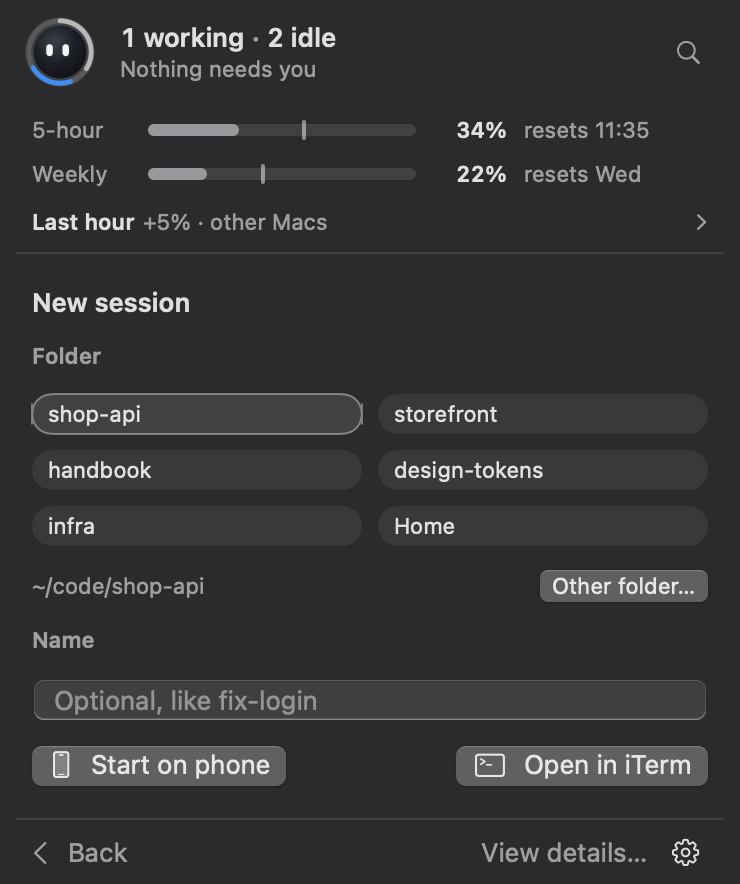 1 working · 2 idle
Nothing needs you
5-hour 34% resets 11:35
Weekly 22% resets Wed
Last hour +5% · other Macs
New session
Folder
shop-api storefront
handbook design-tokens
infra Home
~/code/shop-api Other folder...
Name
Optional, like fix-login
Start on phone Open in iTerm
Back View details...